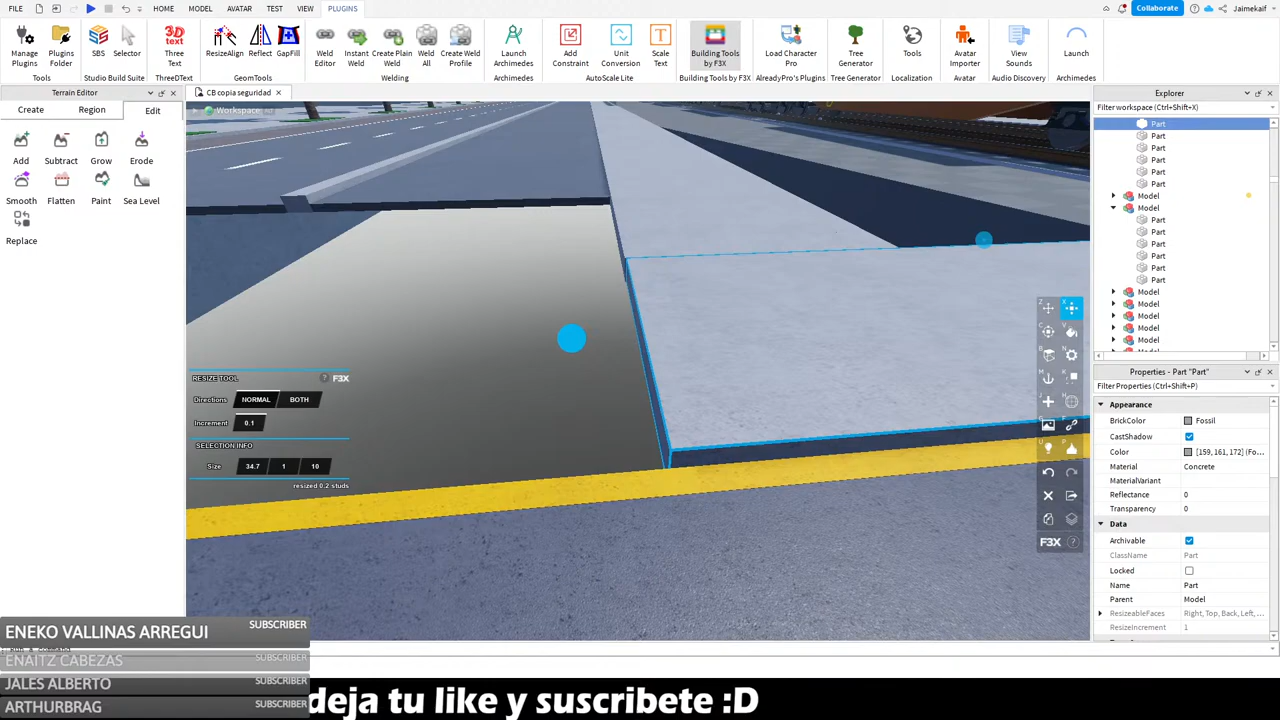 FILE
HOME MODEL AVATAR TEST VIEW PLUGINS
Collaborate Jaimekaif
Manage Plugins
Plugins Folder
SBS
Selector
Three Text
ResizeAlign
Reflect
GapFill
Weld Editor
Instant Weld
Create Plain Weld
Weld All
Create Weld Profile
Launch Archimedes
Add Constraint
Unit Conversion
Scale Text
Building Tools by F3X
Load Character Pro
Tree Generator
Tools
Avatar Importer
View Sounds
Launch
Tools
Studio Build Suite
ThreeDText
GeomTools
Welding
Archimedes
AutoScale Lite
Building Tools by F3X
AlreadyPro's Plugins
Tree Generator
Localization
Avatar
Audio Discovery
Archimedes
Terrain Editor
Create Region Edit
Add Subtract Grow Erode
Smooth Flatten Paint Sea Level
Replace
CB copia seguridad
Workspace
RESIZE TOOL ? F3X
Directions NORMAL BOTH
Increment 0.1
SELECTION INFO
Size 34.7 1 10
resized 0.2 studs
F3X ?
Explorer
Filter workspace (Ctrl+Shift+X)
Part
Part
Part
Part
Part
Part
Model
Model
Part
Part
Part
Part
Part
Part
Model
Model
Model
Model
Model
Properties - Part "Part"
Filter Properties (Ctrl+Shift+P)
Appearance
BrickColor Fossil
CastShadow
Color [159, 161, 172] (Fo...
Material Concrete
MaterialVariant
Reflectance 0
Transparency 0
Data
Archivable
ClassName Part
Locked
Name Part
Parent Model
ResizeableFaces Right, Top, Back, Left, ...
ResizeIncrement 1
ENEKO VALLINAS ARREGUI SUBSCRIBER
ENAITZ CABEZAS SUBSCRIBER
JALES ALBERTO SUBSCRIBER
ARTHURBRAG SUBSCRIBER
deja tu like y suscribete :D